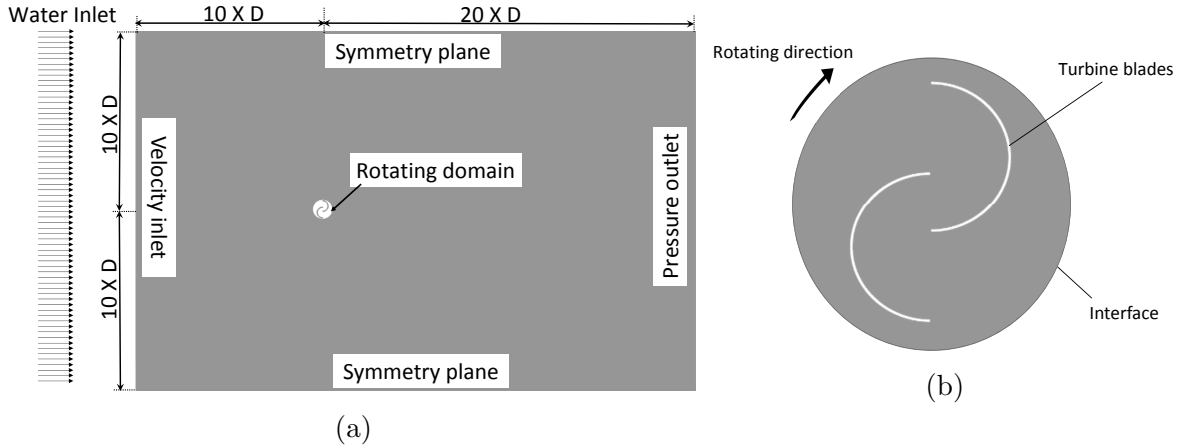 Water Inlet
10 X D
20 X D
Symmetry plane
10 X D
Velocity inlet
Rotating domain
Pressure outlet
10 X D
Symmetry plane
(a)
Rotating direction
Turbine blades
Interface
(b)